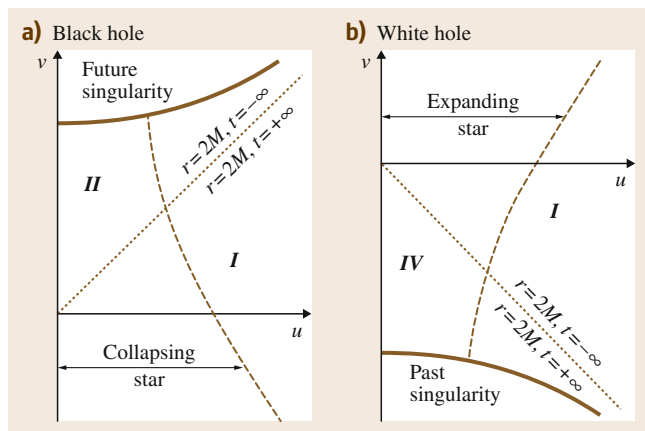 a) Black hole
v
Future
singularity
r = 2M, t = −∞
r = 2M, t = +∞
II
I
u
Collapsing
star
b) White hole
v
Expanding
star
u
I
IV
r = 2M, t = −∞
r = 2M, t = +∞
Past
singularity